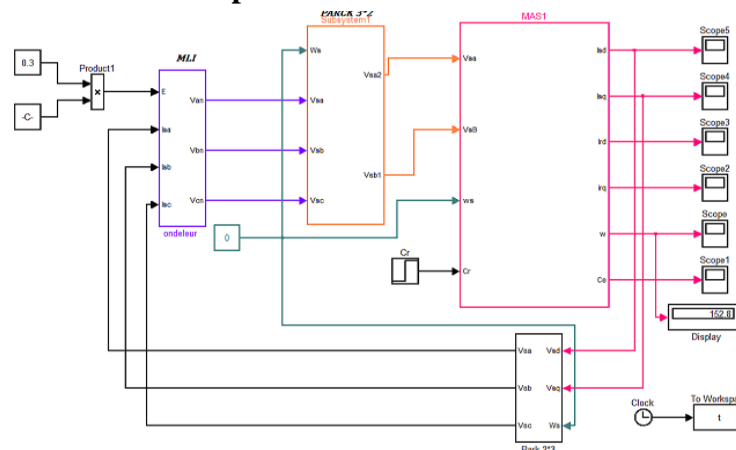 PARCK 3*2
Subsystem1
MAS1
MLI
Product1
0.3
×
-C-
E
Isa
Isb
Isc
Van
Vbn
Vcn
ondeleur
Ws
Vsa
Vsb
Vsc
Vsa2
Vsb1
0
Vsa
VsB
ws
Cr
Cr
Isd
Isq
Ird
irq
w
Ce
Scope5
Scope4
Scope3
Scope2
Scope
Scope1
152.8
Display
Vsa
Vsb
Vsc
Vsd
Vsq
Ws
Park 2*3
Clock
To Workspa
t